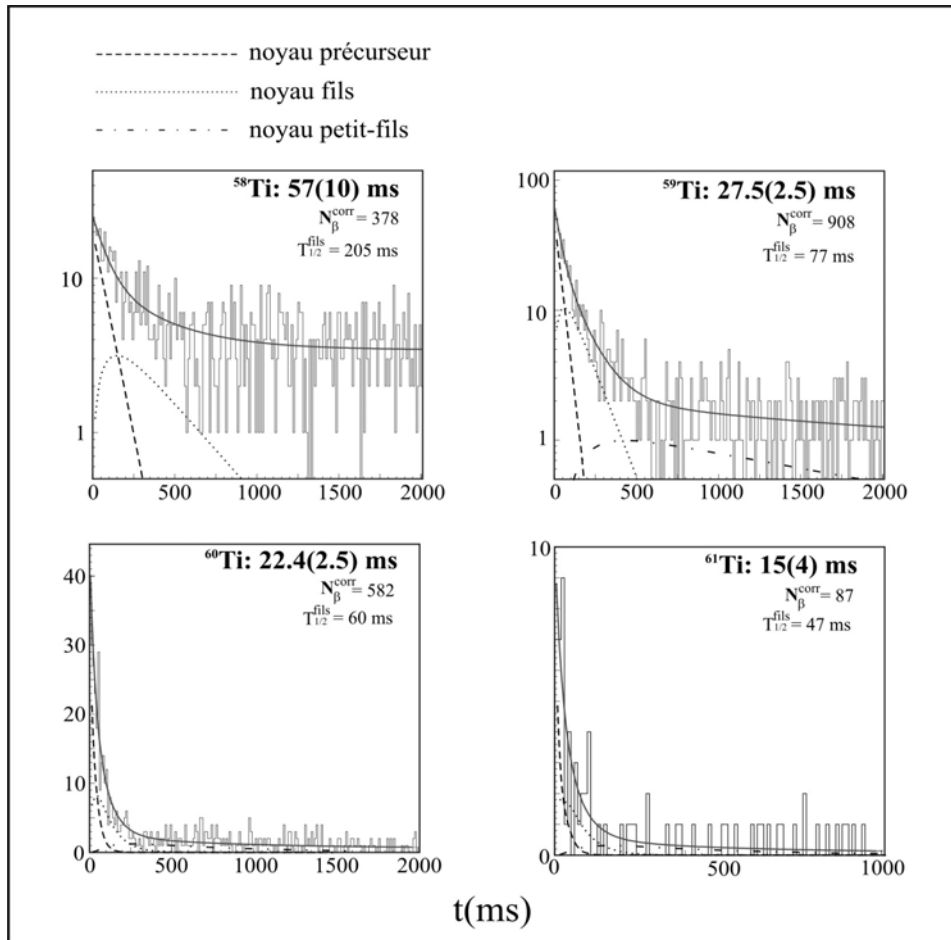 noyau précurseur
noyau fils
noyau petit-fils
⁵⁸Ti: 57(10) ms
N_β^corr = 378
T_1/2^fils = 205 ms
10
1
0 500 1000 1500 2000
⁵⁹Ti: 27.5(2.5) ms
N_β^corr = 908
T_1/2^fils = 77 ms
100
10
1
0 500 1000 1500 2000
⁶⁰Ti: 22.4(2.5) ms
N_β^corr = 582
T_1/2^fils = 60 ms
40
30
20
10
0
0 500 1000 1500 2000
⁶¹Ti: 15(4) ms
N_β^corr = 87
T_1/2^fils = 47 ms
10
0
0 500 1000
t(ms)